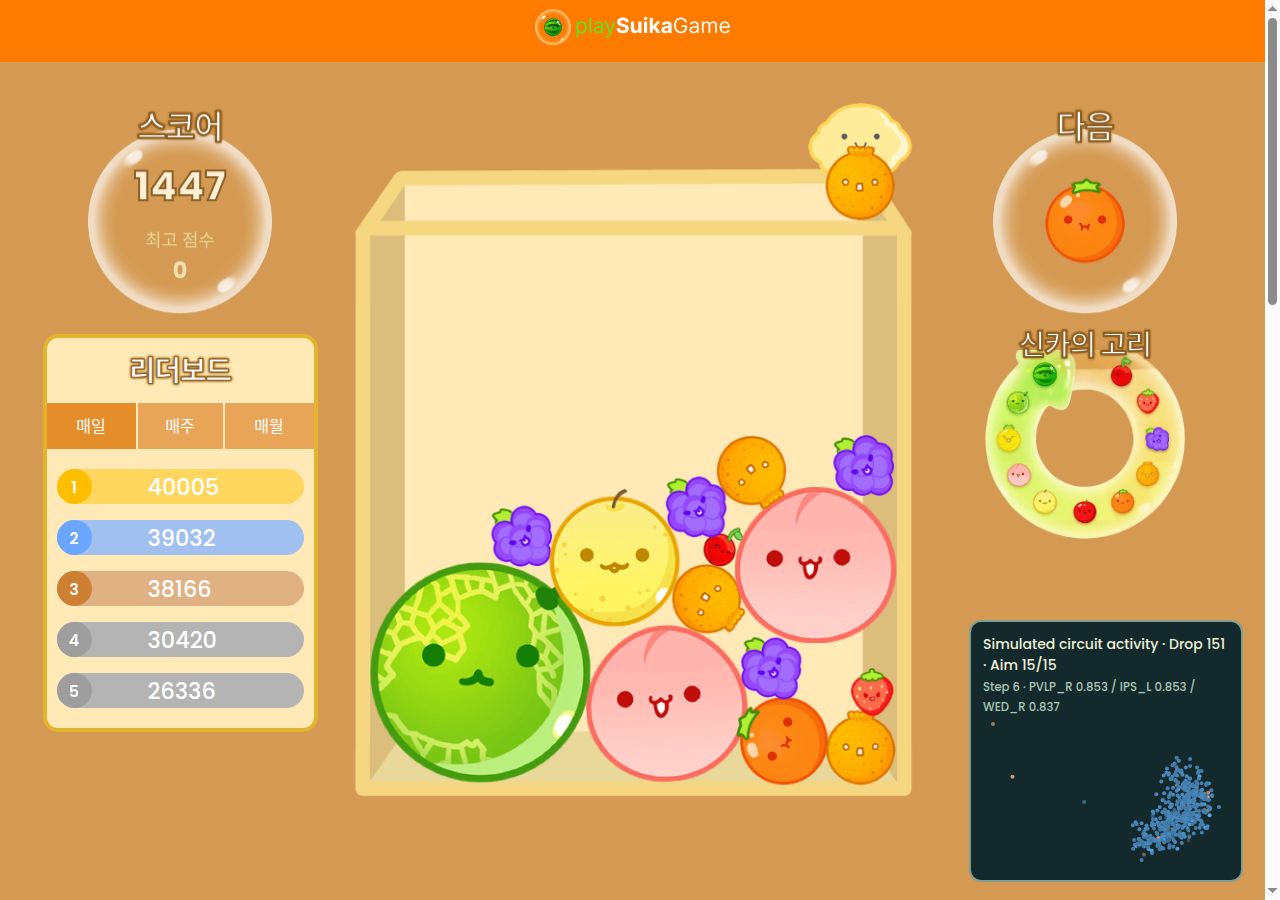 playSuikaGame
스코어
1447
최고 점수
0
다음
리더보드
매일 매주 매월
1 40005
2 39032
3 38166
4 30420
5 26336
신카의 고리
Simulated circuit activity · Drop 151
· Aim 15/15
Step 6 · PVLP_R 0.853 / IPS_L 0.853 /
WED_R 0.837